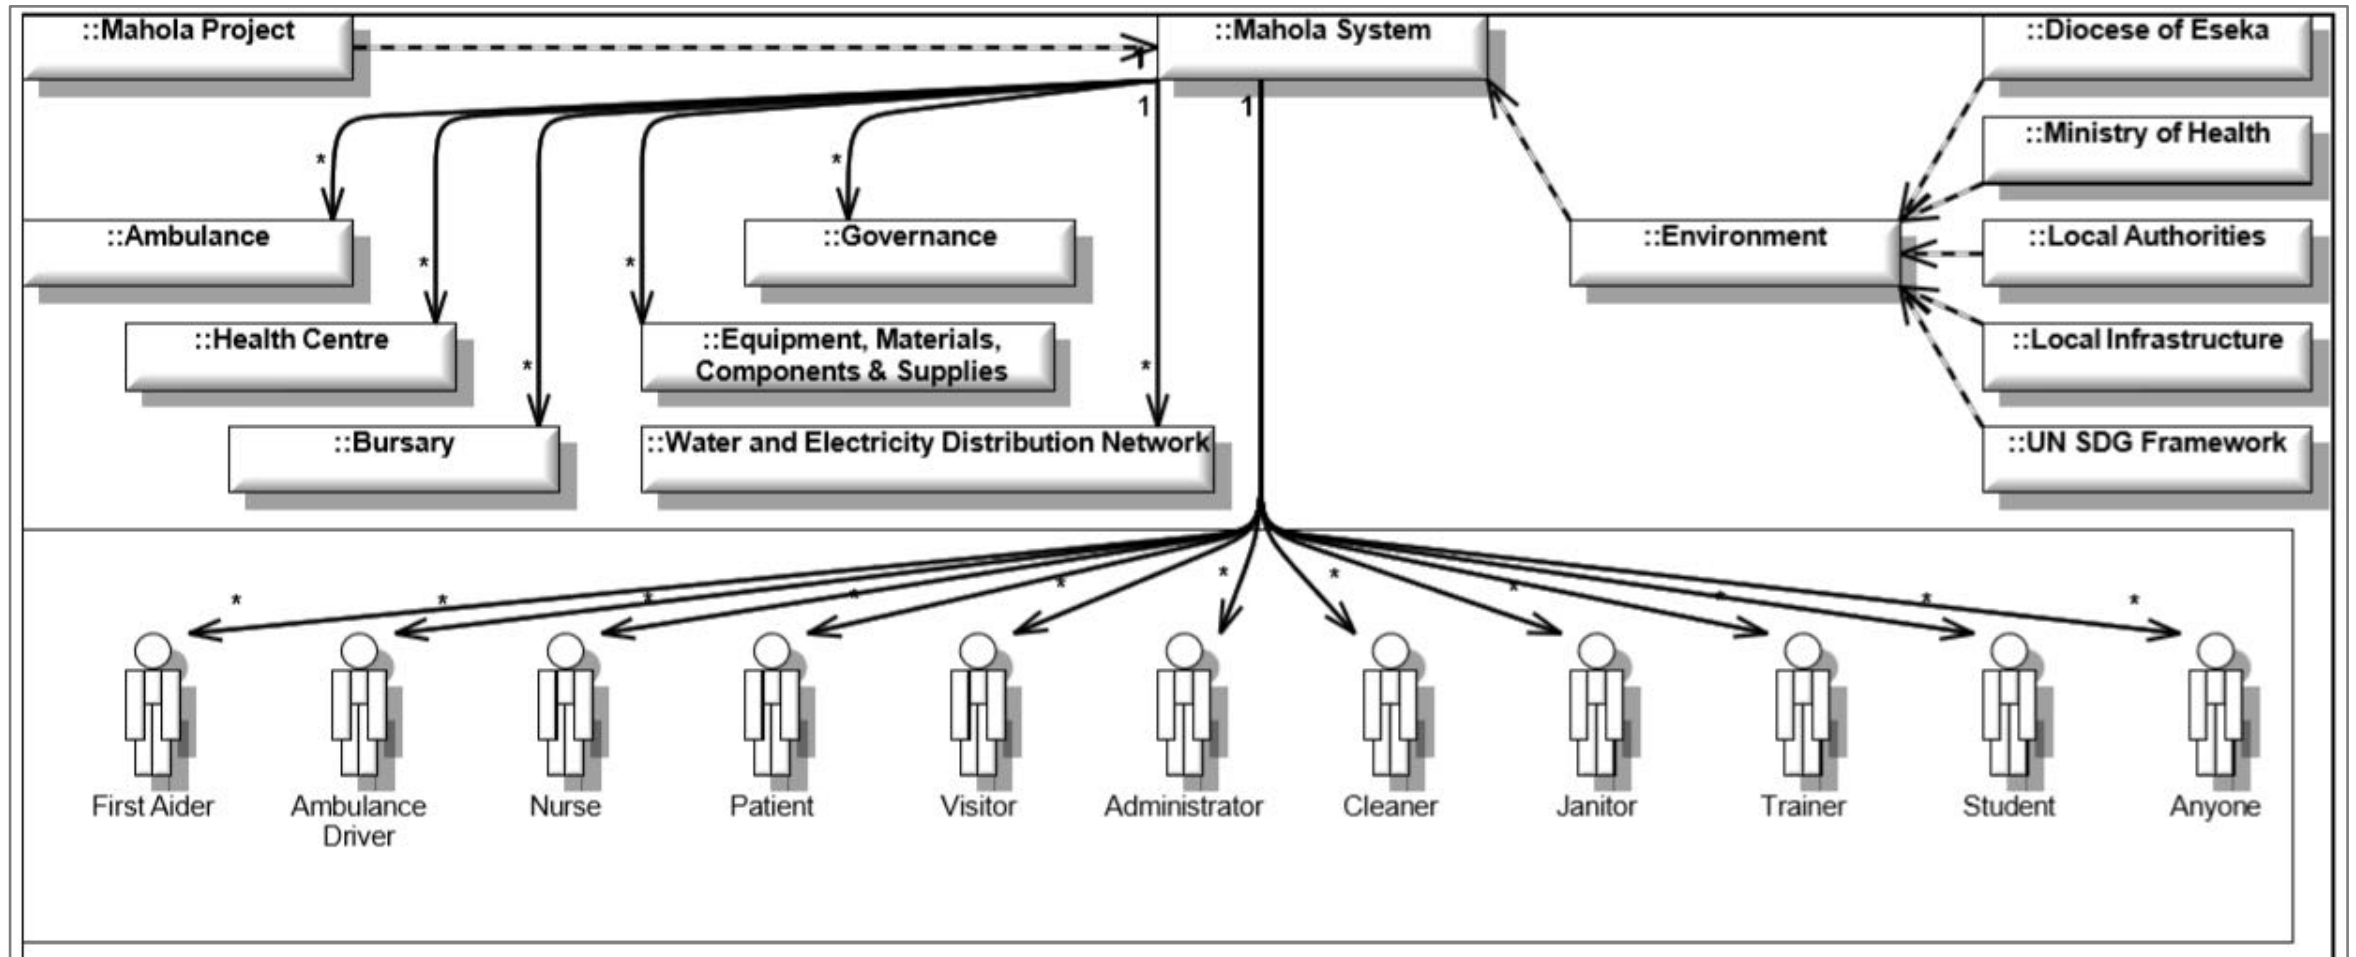 ::Mahola Project
::Mahola System
::Diocese of Eseka
1
1
1
::Ministry of Health
*
*
::Ambulance
::Governance
::Environment
::Local Authorities
*
*
::Health Centre
::Equipment, Materials,
Components & Supplies
::Local Infrastructure
*
*
::Bursary
::Water and Electricity Distribution Network
::UN SDG Framework
*
*
*
*
*
*
*
*
*
*
*
First Aider
Ambulance
Driver
Nurse
Patient
Visitor
Administrator
Cleaner
Janitor
Trainer
Student
Anyone